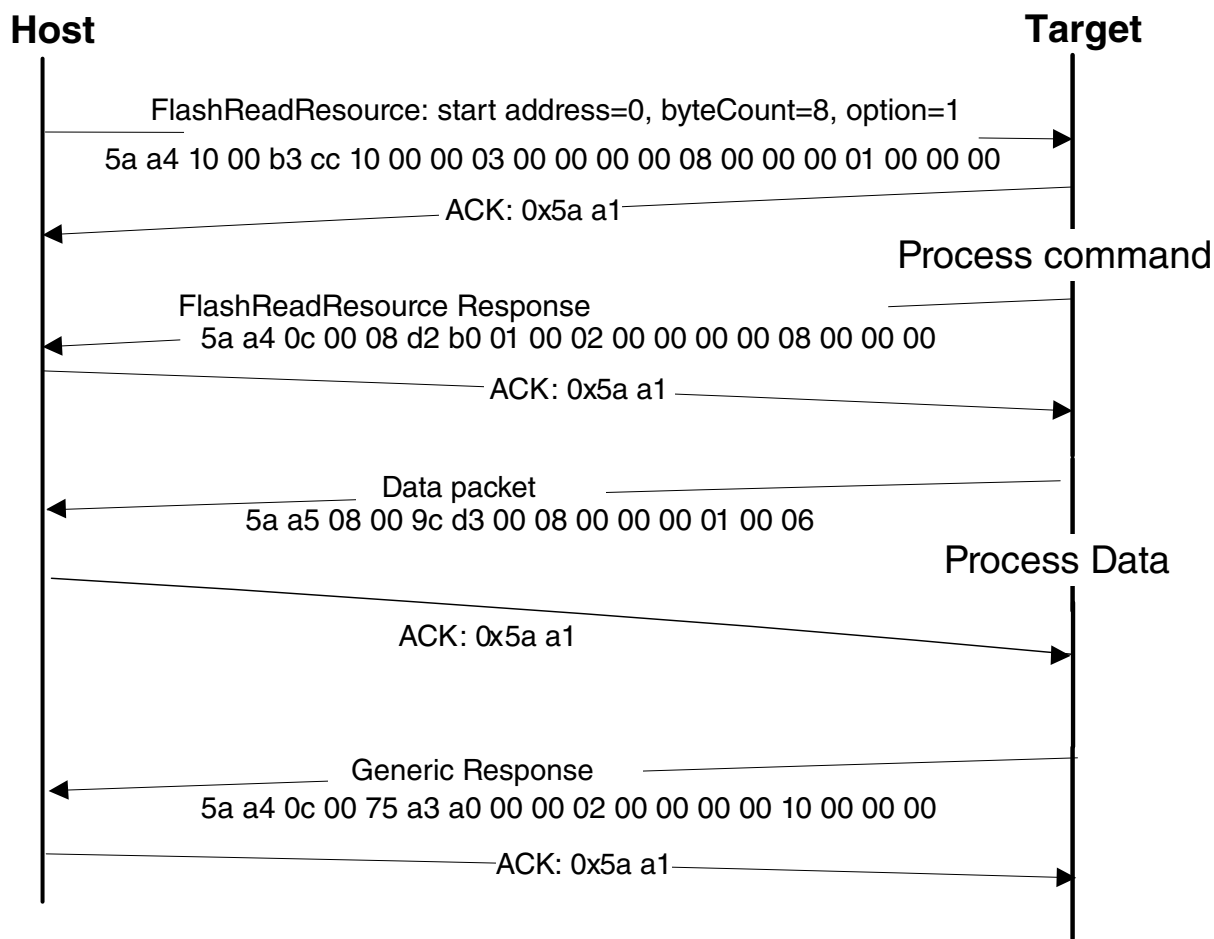 Host
Target
FlashReadResource: start address=0, byteCount=8, option=1
5a a4 10 00 b3 cc 10 00 00 03 00 00 00 00 08 00 00 00 01 00 00 00
ACK: 0x5a a1
Process command
FlashReadResource Response
5a a4 0c 00 08 d2 b0 01 00 02 00 00 00 00 08 00 00 00
ACK: 0x5a a1
Data packet
5a a5 08 00 9c d3 00 08 00 00 00 01 00 06
Process Data
ACK: 0x5a a1
Generic Response
5a a4 0c 00 75 a3 a0 00 00 02 00 00 00 00 10 00 00 00
ACK: 0x5a a1